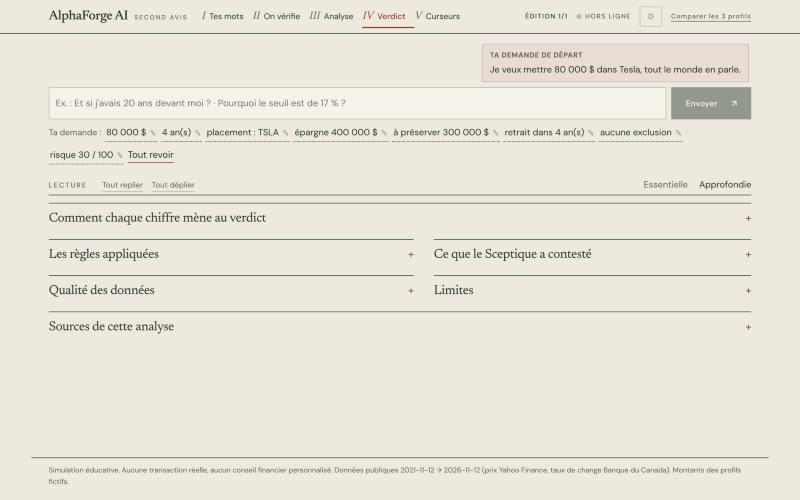 AlphaForge AI SECOND AVIS I Tes mots II On vérifie III Analyse IV Verdict V Curseurs ÉDITION 1/1 HORS LIGNE Comparer les 3 profils
TA DEMANDE DE DÉPART
Je veux mettre 80 000 $ dans Tesla, tout le monde en parle.
Ex. : Et si j'avais 20 ans devant moi ? · Pourquoi le seuil est de 17 % ? Envoyer ↗
Ta demande : 80 000 $ ✎ 4 an(s) ✎ placement : TSLA ✎ épargne 400 000 $ ✎ à préserver 300 000 $ ✎ retrait dans 4 an(s) ✎ aucune exclusion ✎
risque 30 / 100 ✎ Tout revoir
LECTURE Tout replier Tout déplier Essentielle Approfondie
Comment chaque chiffre mène au verdict +
Les règles appliquées + Ce que le Sceptique a contesté +
Qualité des données + Limites +
Sources de cette analyse +
Simulation éducative. Aucune transaction réelle, aucun conseil financier personnalisé. Données publiques 2021-11-12 → 2026-11-12 (prix Yahoo Finance, taux de change Banque du Canada). Montants des profils
fictifs.